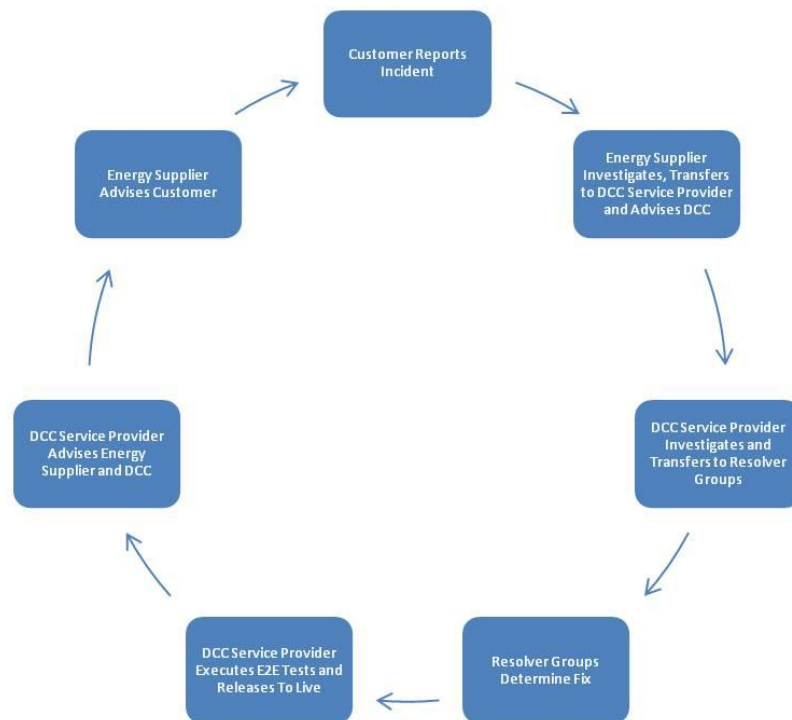 Customer Reports
Incident
Energy Supplier
Investigates, Transfers
to DCC Service Provider
and Advises DCC
DCC Service Provider
Investigates and
Transfers to Resolver
Groups
Resolver Groups
Determine Fix
DCC Service Provider
Executes E2E Tests and
Releases To Live
DCC Service Provider
Advises Energy
Supplier and DCC
Energy Supplier
Advises Customer